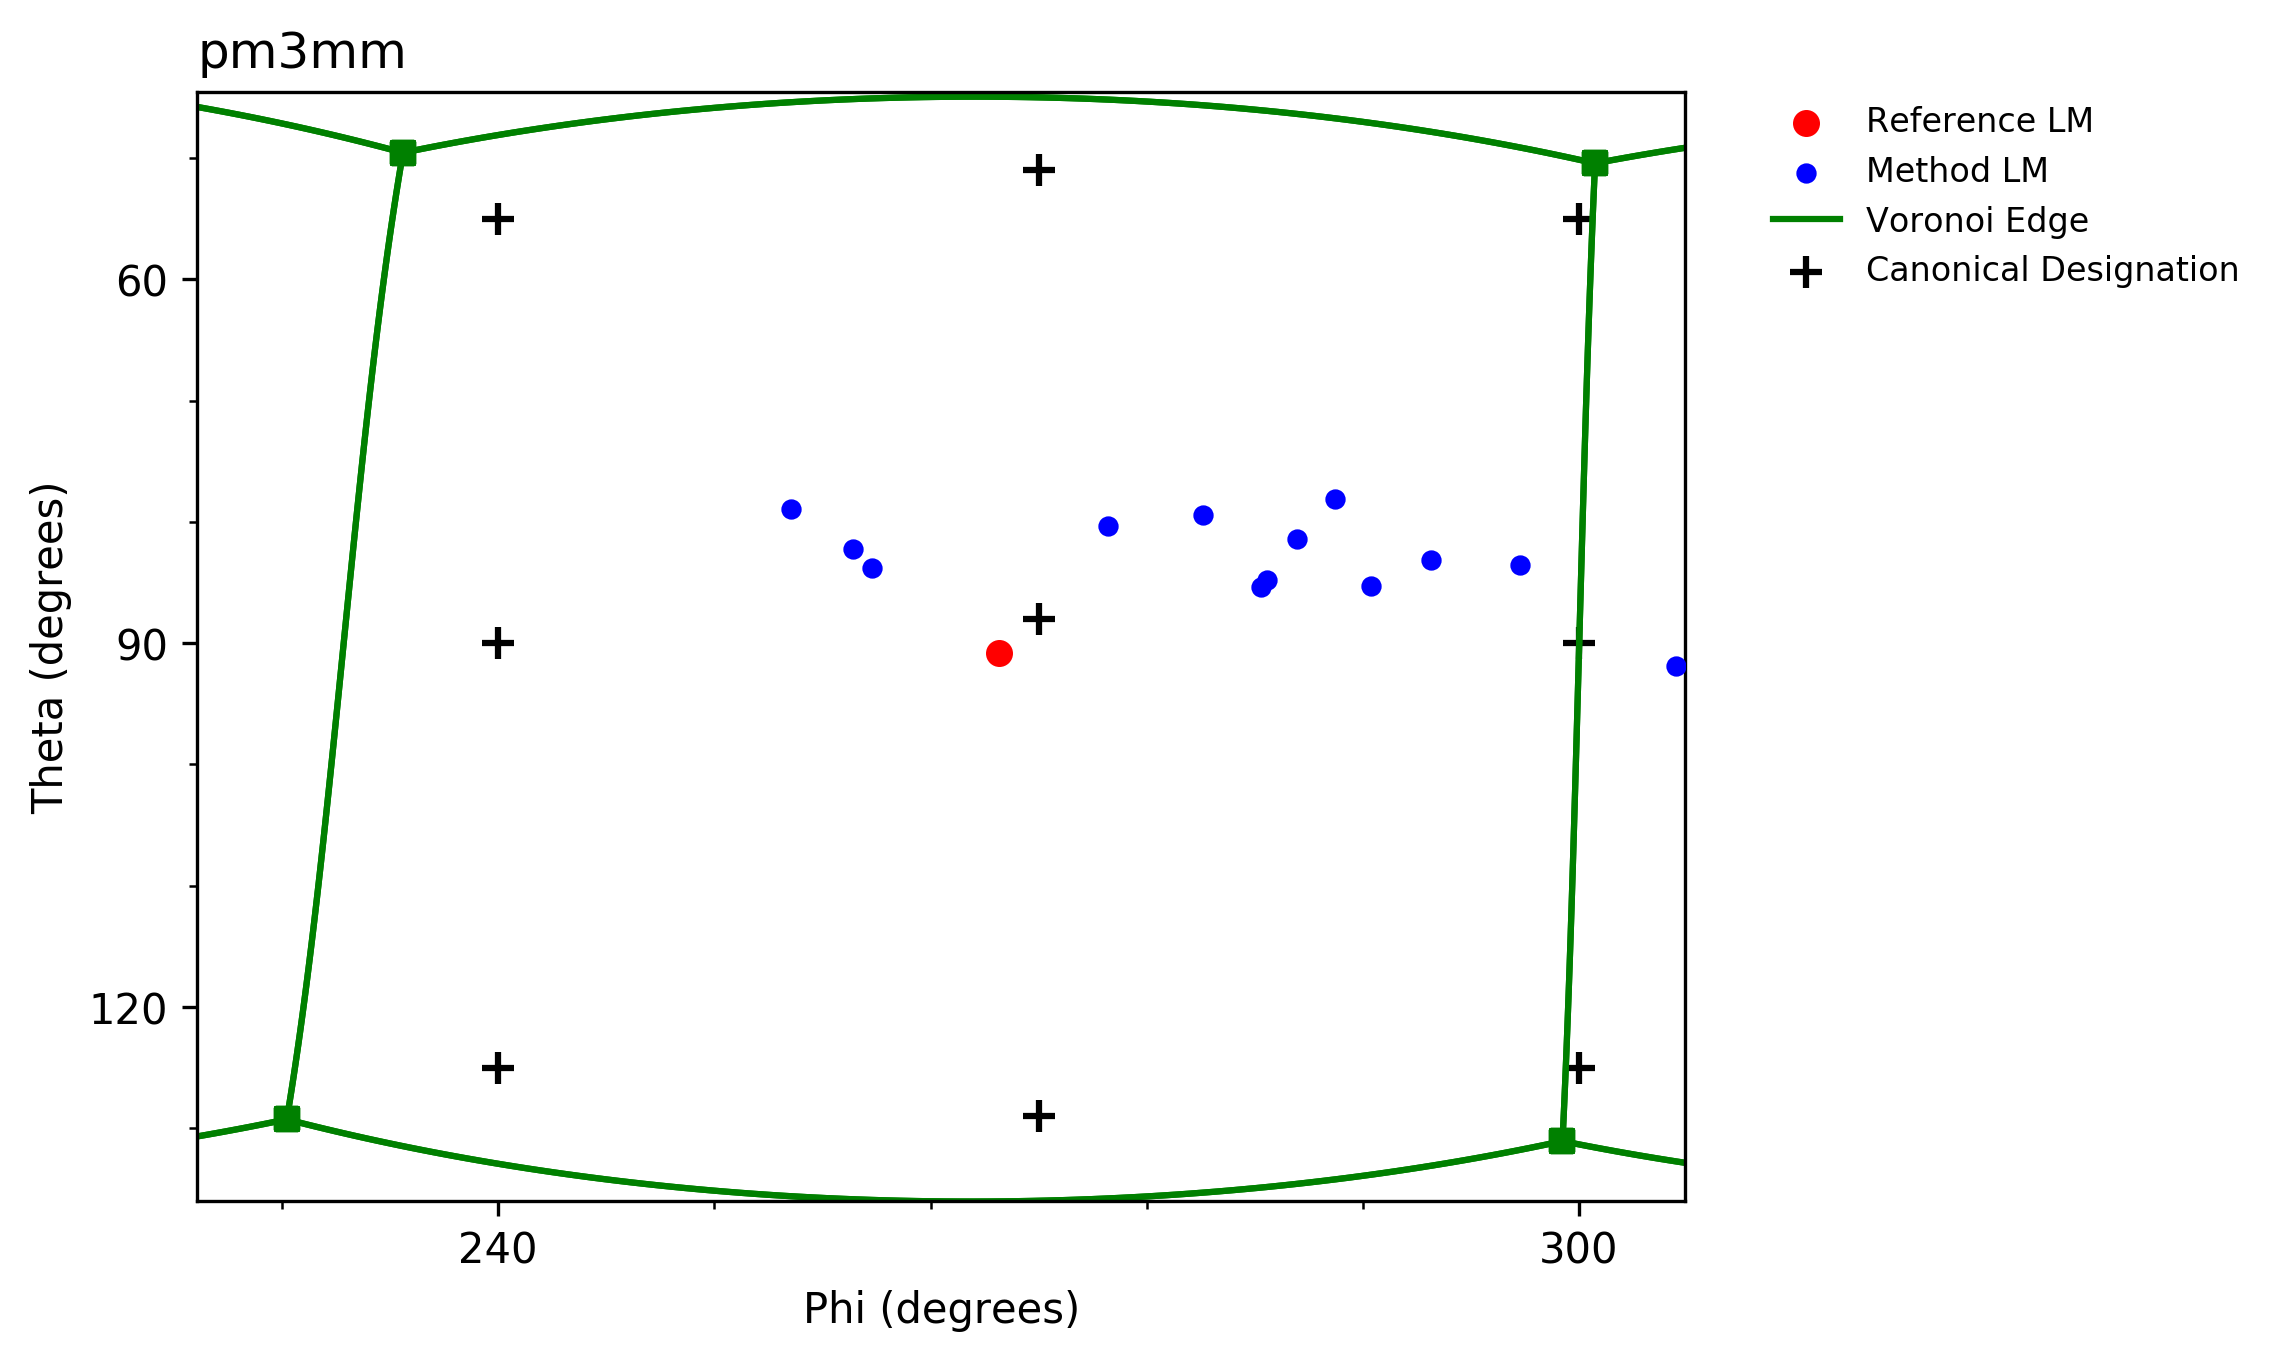 pm3mm
Reference LM
Method LM
Voronoi Edge
Canonical Designation
60
90
120
Theta (degrees)
240
300
Phi (degrees)